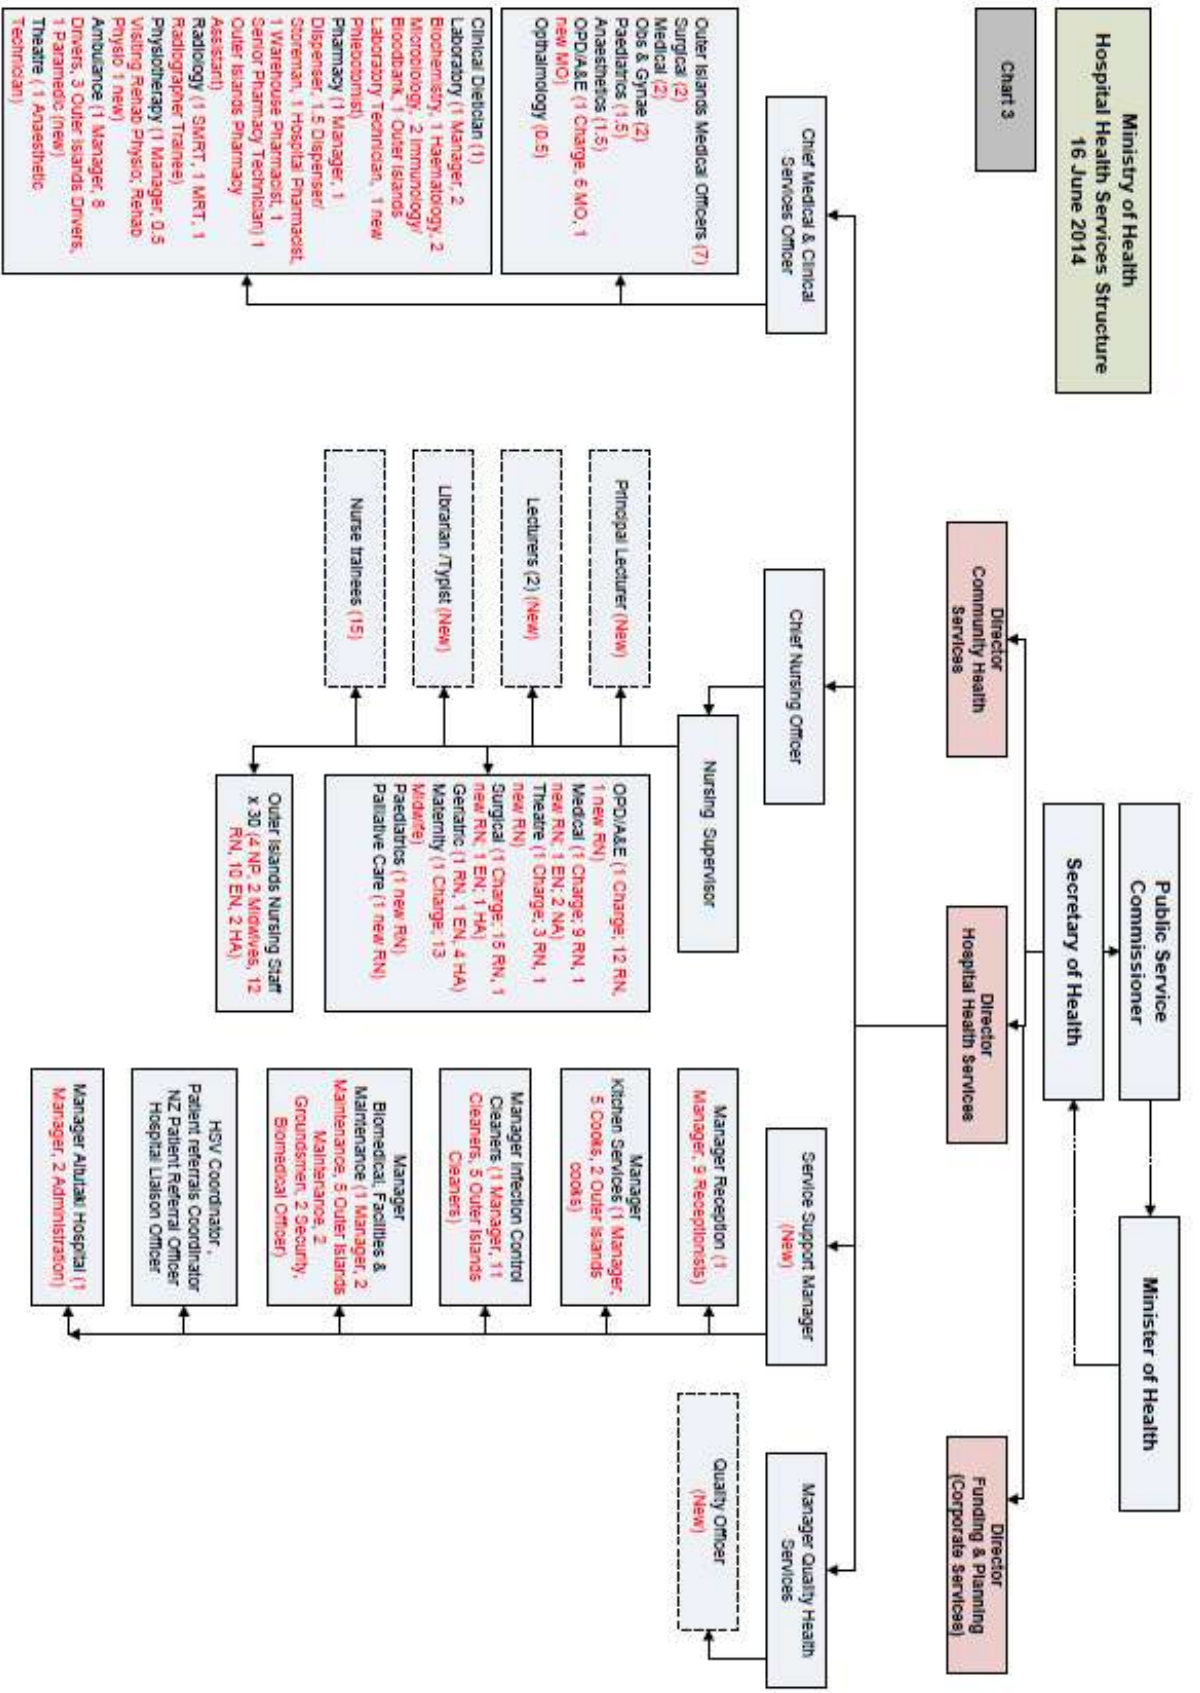 Ministry of Health
Hospital Health Services Structure
16 June 2014
Chart 3
Public Service
Commissioner
Minister of Health
Secretary of Health
Director
Community Health
Services
Director
Hospital Health Services
Director
Funding & Planning
(Corporate Services)
Chief Medical & Clinical
Services Officer
Chief Nursing Officer
Service Support Manager
(New)
Manager Quality Health
Services
Outer Islands Medical Officers (7)
Surgical (2)
Medical (2)
Obs & Gynae (2)
Paediatrics (1.5)
Anaesthetics (1.5)
OPD/A&E (1 Charge, 6 MO, 1
new MO)
Opthalmology (0.5)
Clinical Dietician (1)
Laboratory (1 Manager, 2
Biochemistry, 1 Haematology, 2
Microbiology, 2 Immunology/
Bloodbank, 1 Outer Islands
Laboratory Technician, 1 new
Phlebotomist)
Pharmacy (1 Manager, 1
Dispenser, 1.5 Dispenser/
Storeman, 1 Hospital Pharmacist,
1 Warehouse Pharmacist, 1
Senior Pharmacy Technician) 1
Outer Islands Pharmacy
Assistant)
Radiology (1 SMRT, 1 MRT, 1
Radiographer Trainee)
Physiotherapy (1 Manager, 0.5
Visiting Rehab Physio; Rehab
Physio 1 new)
Ambulance (1 Manager, 8
Drivers, 3 Outer Islands Drivers,
1 Paramedic (new)
Theatre ( 1 Anaesthetic
Technician)
Nursing Supervisor
Principal Lecturer (New)
Lecturers (2) (New)
Librarian /Typist (New)
Nurse trainees (15)
OPD/A&E (1 Charge; 12 RN,
1 new RN)
Medical (1 Charge; 9 RN, 1
new RN; 1 EN; 2 NA)
Theatre (1 Charge; 3 RN, 1
new RN)
Surgical (1 Charge; 15 RN, 1
new RN; 1 EN; 1 HA)
Geriatric (1 RN, 1 EN, 4 HA)
Maternity (1 Charge; 13
Midwife)
Paediatrics (1 new RN)
Palliative Care (1 new RN)
Outer Islands Nursing Staff
x 30 (4 NP, 2 Midwives, 12
RN, 10 EN, 2 HA)
Manager Reception (1
Manager, 9 Receptionists)
Manager
Kitchen Services (1 Manager,
5 Cooks, 2 Outer Islands
cooks)
Manager Infection Control
Cleaners (1 Manager, 11
Cleaners, 5 Outer Islands
Cleaners)
Manager
Biomedical, Facilities &
Maintenance (1 Manager, 2
Maintenance, 5 Outer Islands
Maintenance, 2
Groundsmen, 2 Security,
Biomedical Officer)
HSV Coordinator ,
Patient referrals Coordinator
NZ Patient Referral Officer
Hospital Liaison Officer
Manager Aitutaki Hospital (1
Manager, 2 Administration)
Quality Officer
(New)